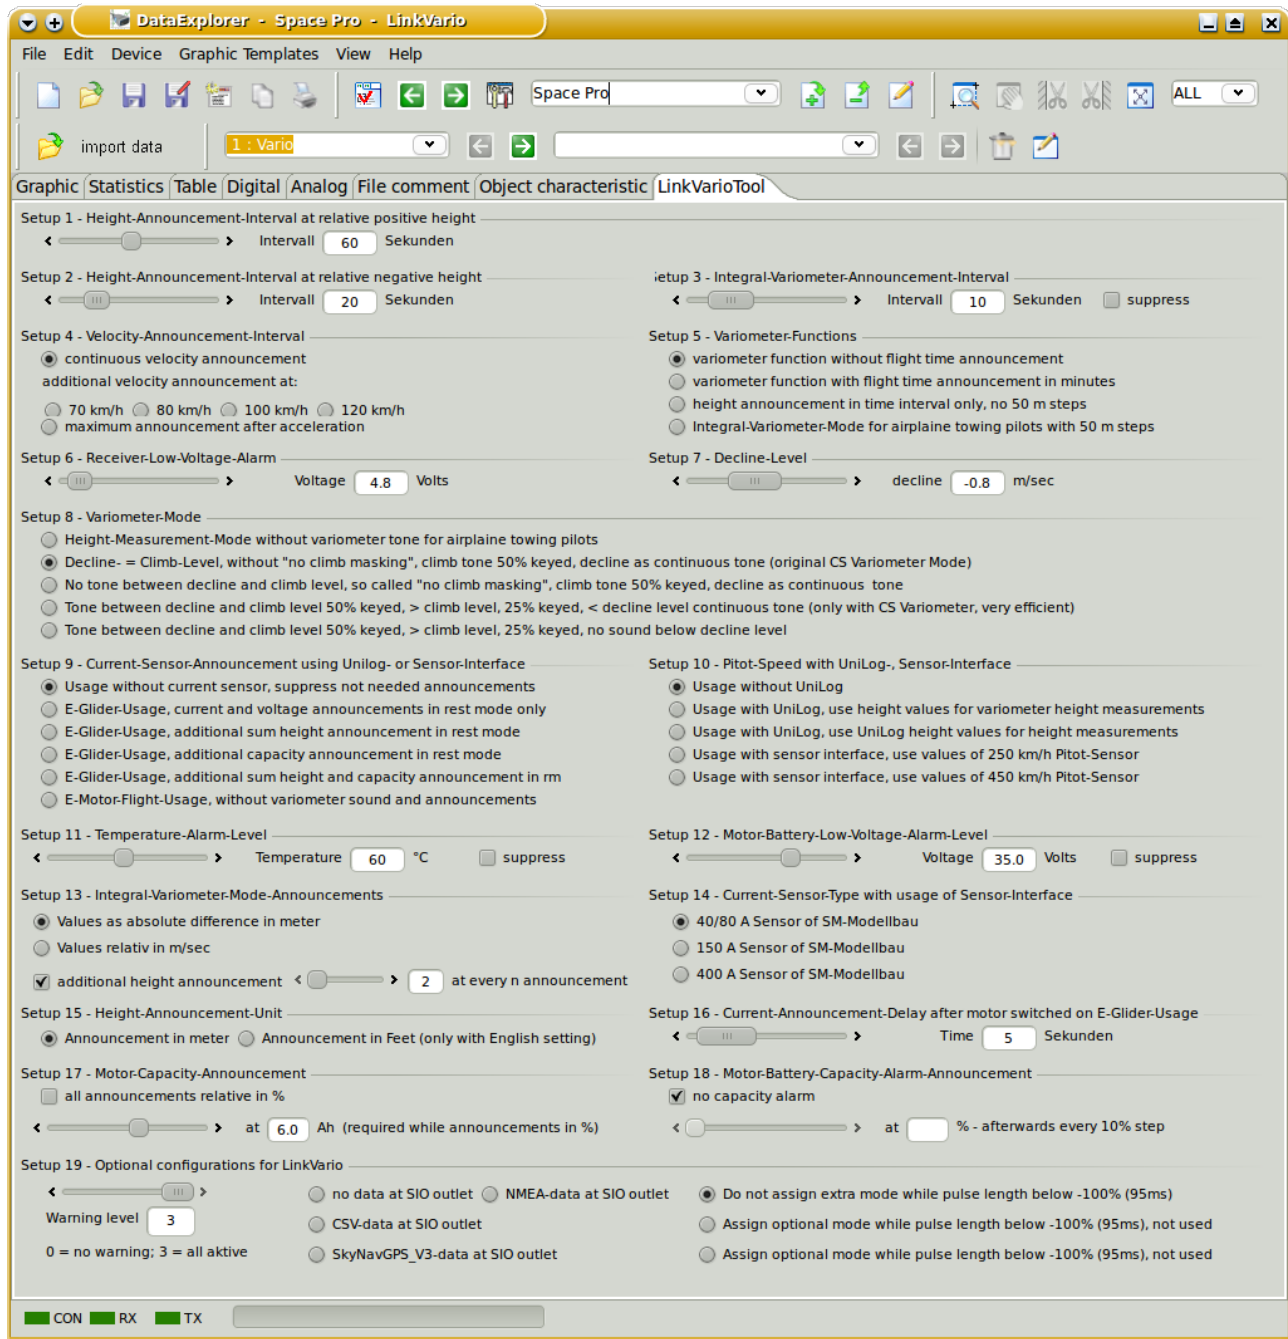 DataExplorer - Space Pro - LinkVario
File Edit Device Graphic Templates View Help
Space Pro ALL
import data 1 : Vario
Graphic Statistics Table Digital Analog File comment Object characteristic LinkVarioTool
Setup 1 - Height-Announcement-Interval at relative positive height
Intervall 60 Sekunden
Setup 2 - Height-Announcement-Interval at relative negative height
Intervall 20 Sekunden
Setup 3 - Integral-Variometer-Announcement-Interval
Intervall 10 Sekunden suppress
Setup 4 - Velocity-Announcement-Interval
continuous velocity announcement
additional velocity announcement at:
70 km/h 80 km/h 100 km/h 120 km/h
maximum announcement after acceleration
Setup 5 - Variometer-Functions
variometer function without flight time announcement
variometer function with flight time announcement in minutes
height announcement in time interval only, no 50 m steps
Integral-Variometer-Mode for airplaine towing pilots with 50 m steps
Setup 6 - Receiver-Low-Voltage-Alarm
Voltage 4.8 Volts
Setup 7 - Decline-Level
decline -0.8 m/sec
Setup 8 - Variometer-Mode
Height-Measurement-Mode without variometer tone for airplaine towing pilots
Decline- = Climb-Level, without "no climb masking", climb tone 50% keyed, decline as continuous tone (original CS Variometer Mode)
No tone between decline and climb level, so called "no climb masking", climb tone 50% keyed, decline as continuous tone
Tone between decline and climb level 50% keyed, > climb level, 25% keyed, < decline level continuous tone (only with CS Variometer, very efficient)
Tone between decline and climb level 50% keyed, > climb level, 25% keyed, no sound below decline level
Setup 9 - Current-Sensor-Announcement using Unilog- or Sensor-Interface
Usage without current sensor, suppress not needed announcements
E-Glider-Usage, current and voltage announcements in rest mode only
E-Glider-Usage, additional sum height announcement in rest mode
E-Glider-Usage, additional capacity announcement in rest mode
E-Glider-Usage, additional sum height and capacity announcement in rm
E-Motor-Flight-Usage, without variometer sound and announcements
Setup 10 - Pitot-Speed with UniLog-, Sensor-Interface
Usage without UniLog
Usage with UniLog, use height values for variometer height measurements
Usage with UniLog, use UniLog height values for height measurements
Usage with sensor interface, use values of 250 km/h Pitot-Sensor
Usage with sensor interface, use values of 450 km/h Pitot-Sensor
Setup 11 - Temperature-Alarm-Level
Temperature 60 °C suppress
Setup 12 - Motor-Battery-Low-Voltage-Alarm-Level
Voltage 35.0 Volts suppress
Setup 13 - Integral-Variometer-Mode-Announcements
Values as absolute difference in meter
Values relativ in m/sec
additional height announcement 2 at every n announcement
Setup 14 - Current-Sensor-Type with usage of Sensor-Interface
40/80 A Sensor of SM-Modellbau
150 A Sensor of SM-Modellbau
400 A Sensor of SM-Modellbau
Setup 15 - Height-Announcement-Unit
Announcement in meter Announcement in Feet (only with English setting)
Setup 16 - Current-Announcement-Delay after motor switched on E-Glider-Usage
Time 5 Sekunden
Setup 17 - Motor-Capacity-Announcement
all announcements relative in %
at 6.0 Ah (required while announcements in %)
Setup 18 - Motor-Battery-Capacity-Alarm-Announcement
no capacity alarm
at % - afterwards every 10% step
Setup 19 - Optional configurations for LinkVario
Warning level 3
0 = no warning; 3 = all aktive
no data at SIO outlet NMEA-data at SIO outlet
CSV-data at SIO outlet
SkyNavGPS_V3-data at SIO outlet
Do not assign extra mode while pulse length below -100% (95ms)
Assign optional mode while pulse length below -100% (95ms), not used
Assign optional mode while pulse length below -100% (95ms), not used
CON RX TX